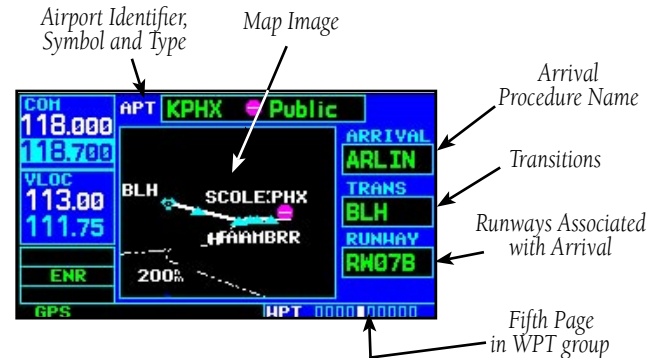 Airport Identifier,
Symbol and Type
Map Image
Arrival
Procedure Name
Transitions
Runways Associated
with Arrival
Fifth Page
in WPT group
COM
118.000
118.700
VLOC
113.00
111.75
ENR
GPS
APT KPHX Public
BLH
SCOLE
PHX
BRR
200
ARRIVAL
ARLIN
TRANS
BLH
RUNWAY
RW07B
WPT